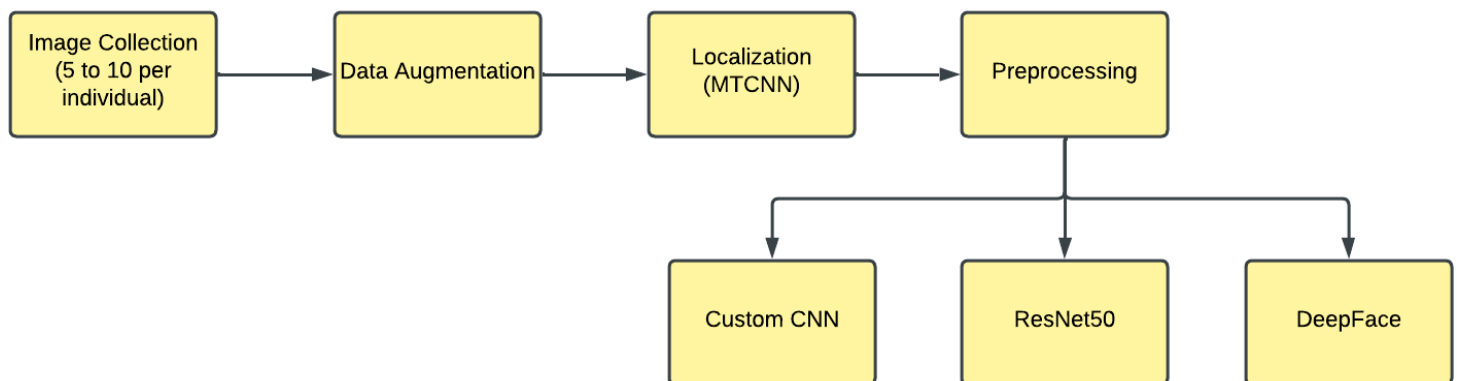 Image Collection
(5 to 10 per
individual)
Data Augmentation
Localization
(MTCNN)
Preprocessing
Custom CNN
ResNet50
DeepFace